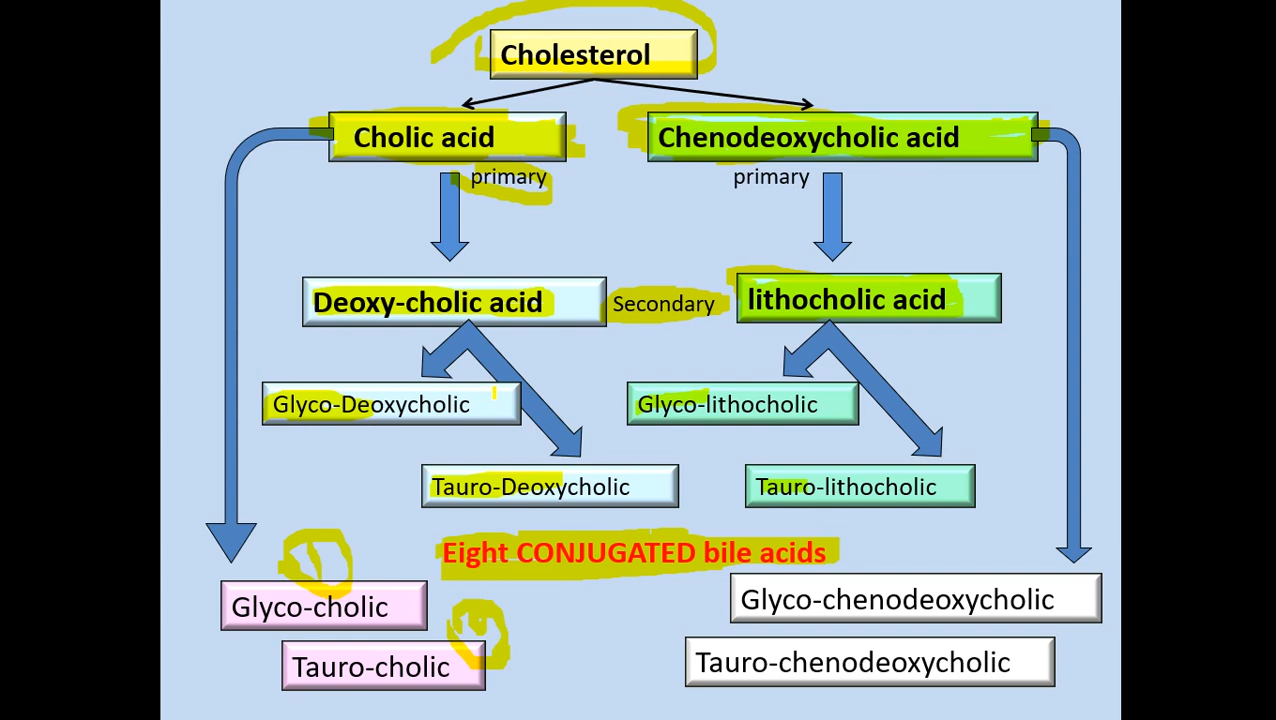 Cholesterol
Cholic acid
Chenodeoxycholic acid
primary
primary
Deoxy-cholic acid
Secondary
lithocholic acid
Glyco-Deoxycholic
Glyco-lithocholic
Tauro-Deoxycholic
Tauro-lithocholic
Eight CONJUGATED bile acids
Glyco-cholic
Glyco-chenodeoxycholic
Tauro-cholic
Tauro-chenodeoxycholic